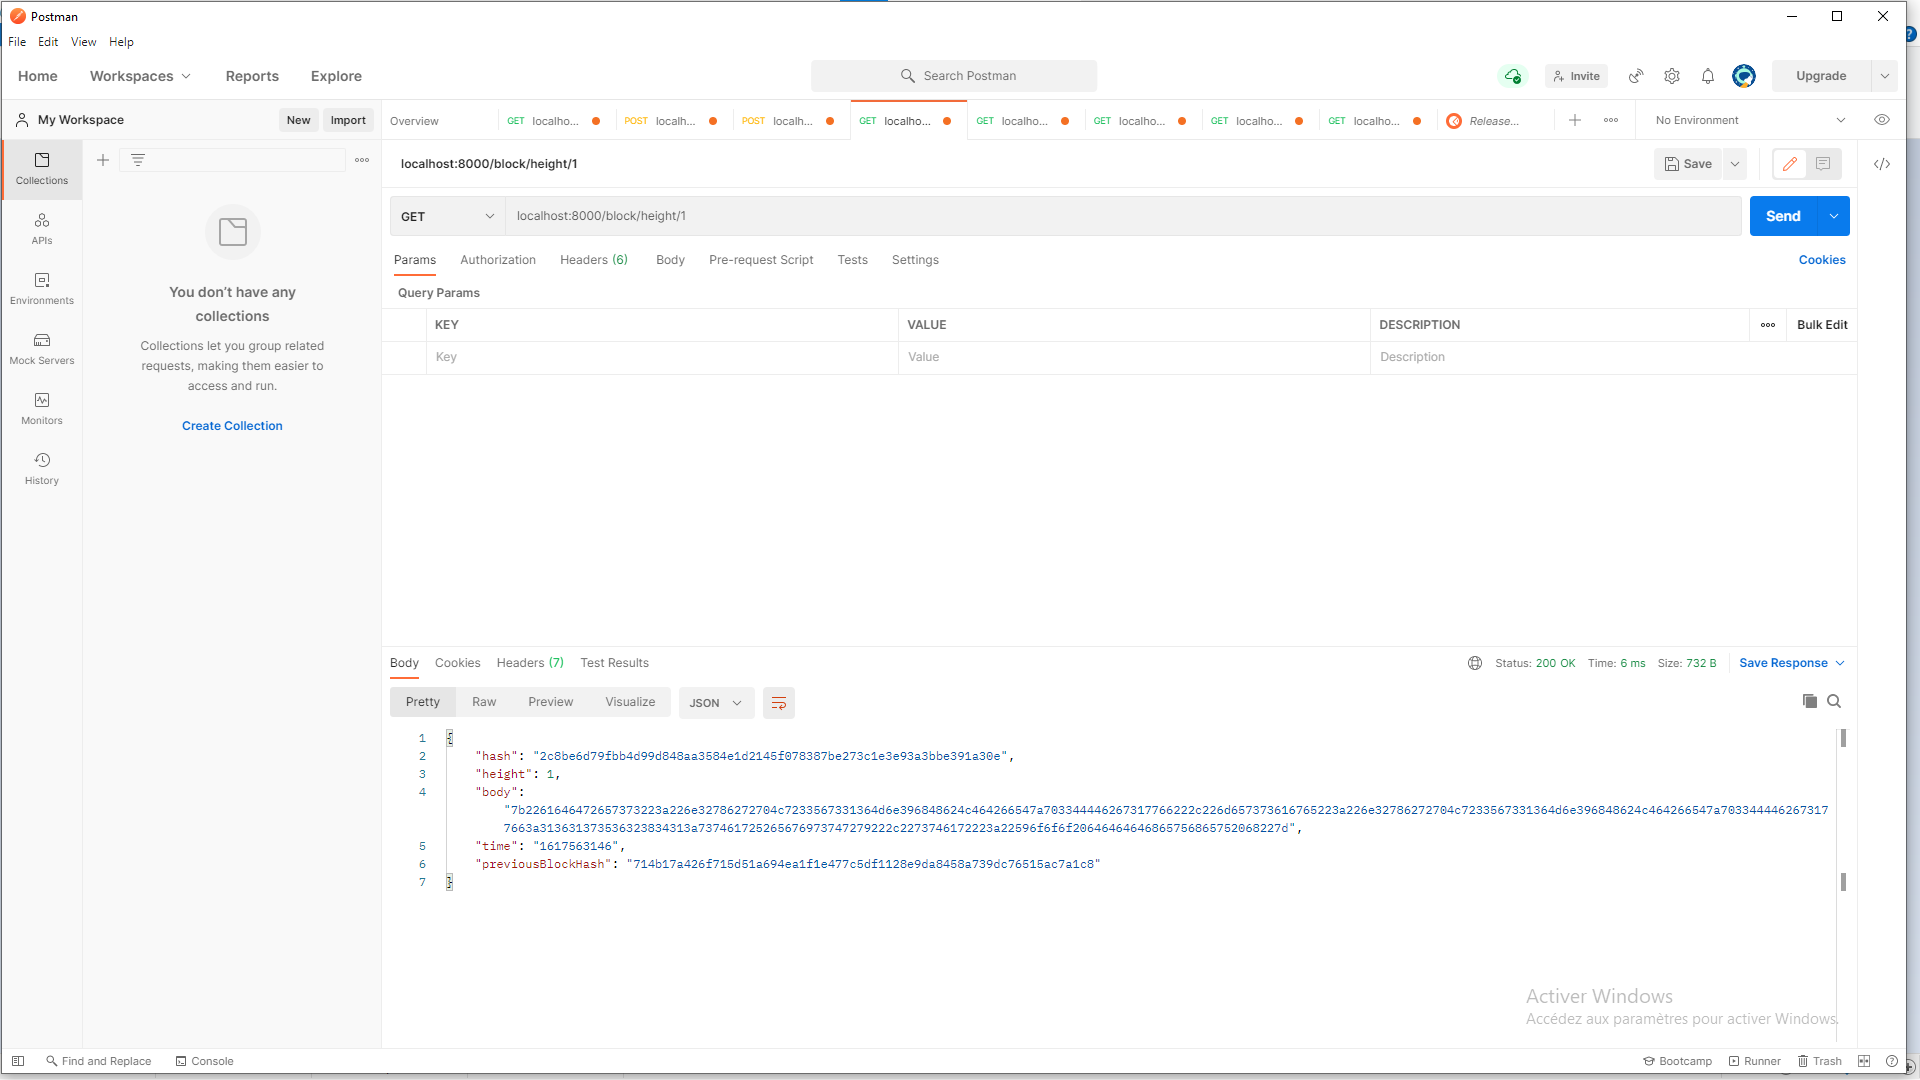 Postman
File Edit View Help
Home Workspaces Reports Explore Search Postman Invite Upgrade
My Workspace New Import Overview GET localho... POST localh... POST localh... GET localho... GET localho... GET localho... GET localho... GET localho... Release... No Environment
Collections
APIs
Environments
Mock Servers
Monitors
History
You don't have any
collections
Collections let you group related
requests, making them easier to
access and run.
Create Collection
localhost:8000/block/height/1 Save
GET localhost:8000/block/height/1 Send
Params Authorization Headers (6) Body Pre-request Script Tests Settings Cookies
Query Params
KEY VALUE DESCRIPTION Bulk Edit
Key Value Description
Body Cookies Headers (7) Test Results Status: 200 OK Time: 6 ms Size: 732 B Save Response
Pretty Raw Preview Visualize JSON
1 {
2 "hash": "2c8be6d79fbb4d99d848aa3584e1d2145f078387be273c1e3e93a3bbe391a30e",
3 "height": 1,
4 "body":
"7b2261646472657373223a226e32786272704c7233567331364d6e396848624c464266547a703344446267317766222c226d657373616765223a226e32786272704c7233567331364d6e396848624c464266547a703344446267317
7663a313631373536323834313a737461725265676973747279222c2273746172223a22596f6f6f206464646468657568657520682​27d",
5 "time": "1617563146",
6 "previousBlockHash": "714b17a426f715d51a694ea1f1e477c5df1128e9da8458a739dc76515ac7a1c8"
7 }
Activer Windows
Accédez aux paramètres pour activer Windows.
Find and Replace Console Bootcamp Runner Trash